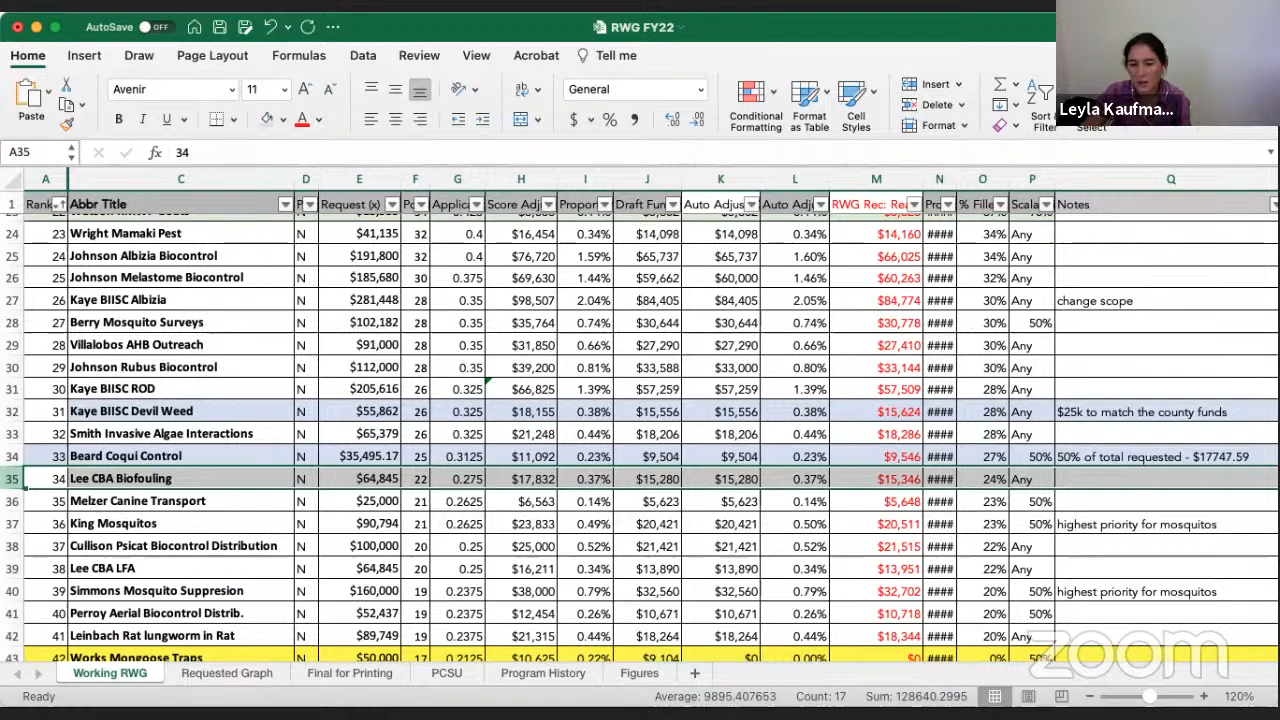 AutoSave OFF RWG FY22
Home Insert Draw Page Layout Formulas Data Review View Acrobat Tell me
Paste Avenir 11 General Conditional Formatting Format as Table Cell Styles Insert Delete Format Sort Filter Select
Leyla Kaufma...
A35 fx 34
A C D E F G H I J K L M N O P Q
1 Rank Abbr Title P Request (x) Po Applica Score Adj Propor Draft Fun Auto Adjus Auto Adj RWG Rec: Rea Pro % Fille Scala Notes
24 23 Wright Mamaki Pest N $41,135 32 0.4 $16,454 0.34% $14,098 $14,098 0.34% $14,160 #### 34% Any
25 24 Johnson Albizia Biocontrol N $191,800 32 0.4 $76,720 1.59% $65,737 $65,737 1.60% $66,025 #### 34% Any
26 25 Johnson Melastome Biocontrol N $185,680 30 0.375 $69,630 1.44% $59,662 $60,000 1.46% $60,263 #### 32% Any
27 26 Kaye BIISC Albizia N $281,448 28 0.35 $98,507 2.04% $84,405 $84,405 2.05% $84,774 #### 30% Any change scope
28 27 Berry Mosquito Surveys N $102,182 28 0.35 $35,764 0.74% $30,644 $30,644 0.74% $30,778 #### 30% 50%
29 28 Villalobos AHB Outreach N $91,000 28 0.35 $31,850 0.66% $27,290 $27,290 0.66% $27,410 #### 30% Any
30 29 Johnson Rubus Biocontrol N $112,000 28 0.35 $39,200 0.81% $33,588 $33,000 0.80% $33,144 #### 30% Any
31 30 Kaye BIISC ROD N $205,616 26 0.325 $66,825 1.39% $57,259 $57,259 1.39% $57,509 #### 28% Any
32 31 Kaye BIISC Devil Weed N $55,862 26 0.325 $18,155 0.38% $15,556 $15,556 0.38% $15,624 #### 28% Any $25k to match the county funds
33 32 Smith Invasive Algae Interactions N $65,379 26 0.325 $21,248 0.44% $18,206 $18,206 0.44% $18,286 #### 28% Any
34 33 Beard Coqui Control N $35,495.17 25 0.3125 $11,092 0.23% $9,504 $9,504 0.23% $9,546 #### 27% 50% 50% of total requested - $17747.59
35 34 Lee CBA Biofouling N $64,845 22 0.275 $17,832 0.37% $15,280 $15,280 0.37% $15,346 #### 24% Any
36 35 Melzer Canine Transport N $25,000 21 0.2625 $6,563 0.14% $5,623 $5,623 0.14% $5,648 #### 23% 50%
37 36 King Mosquitos N $90,794 21 0.2625 $23,833 0.49% $20,421 $20,421 0.50% $20,511 #### 23% 50% highest priority for mosquitos
38 37 Cullison Psicat Biocontrol Distribution N $100,000 20 0.25 $25,000 0.52% $21,421 $21,421 0.52% $21,515 #### 22% Any
39 38 Lee CBA LFA N $64,845 20 0.25 $16,211 0.34% $13,890 $13,890 0.34% $13,951 #### 22% Any
40 39 Simmons Mosquito Suppresion N $160,000 19 0.2375 $38,000 0.79% $32,560 $32,560 0.79% $32,702 #### 20% 50% highest priority for mosquitos
41 40 Perroy Aerial Biocontrol Distrib. N $52,437 19 0.2375 $12,454 0.26% $10,671 $10,671 0.26% $10,718 #### 20% 50%
42 41 Leinbach Rat lungworm in Rat N $89,749 19 0.2375 $21,315 0.44% $18,264 $18,264 0.44% $18,344 #### 20% Any
43 42 Works Mongoose Traps N $50,000 17 0.2125 $10,625 0.22% $9,104 $0 0.00% $0 #### 0% 50%
zoom
Working RWG Requested Graph Final for Printing PCSU Program History Figures +
Ready Average: 9895.407653 Count: 17 Sum: 128640.2995 120%